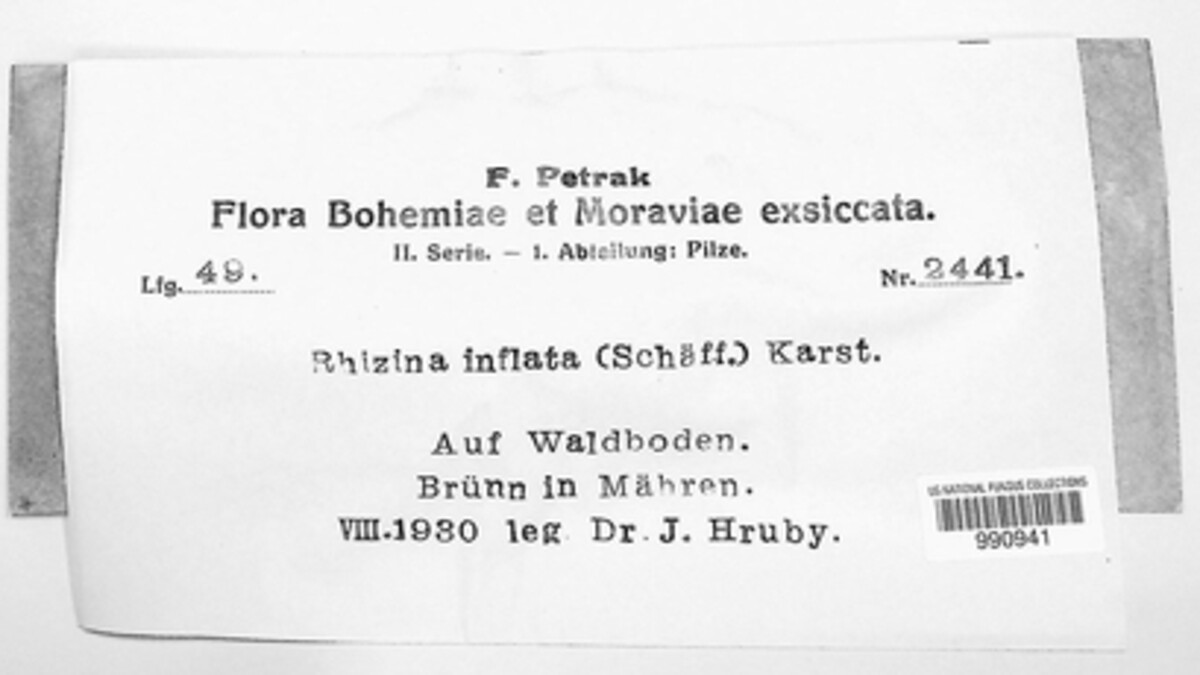 F. Petrak
Flora Bohemiae et Moraviae exsiccata.
II. Serie. – 1. Abteilung: Pilze.
Lfg. 49.
Nr. 2441.
Rhizina inflata (Schäff.) Karst.
Auf Waldboden.
Brünn in Mähren.
VIII.1930 leg. Dr. J. Hruby.
US NATIONAL FUNGUS COLLECTIONS
990941